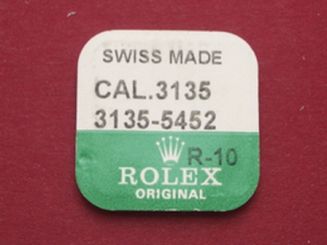 SWISS MADE
CAL.3135
3135-5452
R-10
ROLEX
ORIGINAL